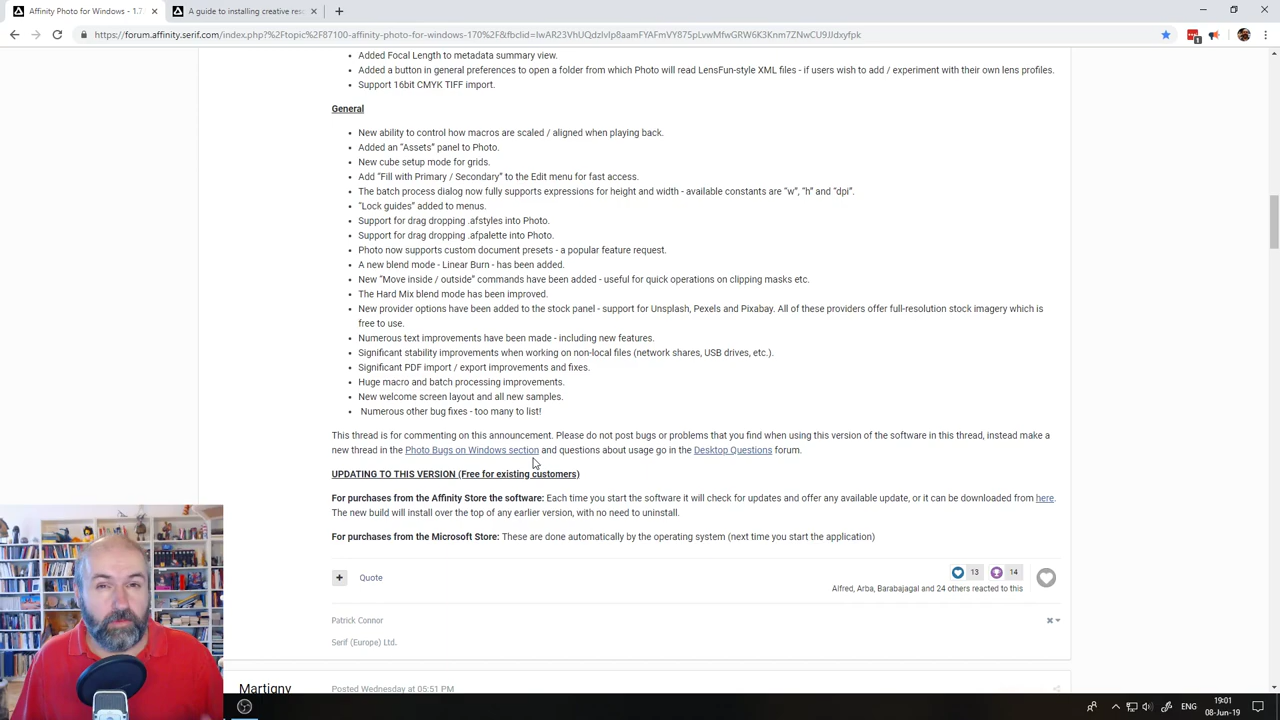 Affinity Photo for Windows - 1.7.
A guide to installing creative res
https://forum.affinity.serif.com/index.php?%2Ftopic%2F87100-affinity-photo-for-windows-170%2F&fbclid=IwAR23VhUQdzIvIp8aamFYAFmVY875pLvwMfwGRW6K3Knm7ZNwCU9JJdxyfpk
Added Focal Length to metadata summary view.
Added a button in general preferences to open a folder from which Photo will read LensFun-style XML files - if users wish to add / experiment with their own lens profiles.
Support 16bit CMYK TIFF import.
General
New ability to control how macros are scaled / aligned when playing back.
Added an “Assets” panel to Photo.
New cube setup mode for grids.
Add “Fill with Primary / Secondary” to the Edit menu for fast access.
The batch process dialog now fully supports expressions for height and width - available constants are “w”, “h” and “dpi”.
“Lock guides” added to menus.
Support for drag dropping .afstyles into Photo.
Support for drag dropping .afpalette into Photo.
Photo now supports custom document presets - a popular feature request.
A new blend mode - Linear Burn - has been added.
New “Move inside / outside” commands have been added - useful for quick operations on clipping masks etc.
The Hard Mix blend mode has been improved.
New provider options have been added to the stock panel - support for Unsplash, Pexels and Pixabay. All of these providers offer full-resolution stock imagery which is
free to use.
Numerous text improvements have been made - including new features.
Significant stability improvements when working on non-local files (network shares, USB drives, etc.).
Significant PDF import / export improvements and fixes.
Huge macro and batch processing improvements.
New welcome screen layout and all new samples.
Numerous other bug fixes - too many to list!
This thread is for commenting on this announcement. Please do not post bugs or problems that you find when using this version of the software in this thread, instead make a
new thread in the Photo Bugs on Windows section and questions about usage go in the Desktop Questions forum.
UPDATING TO THIS VERSION (Free for existing customers)
For purchases from the Affinity Store the software: Each time you start the software it will check for updates and offer any available update, or it can be downloaded from here.
The new build will install over the top of any earlier version, with no need to uninstall.
For purchases from the Microsoft Store: These are done automatically by the operating system (next time you start the application)
+ Quote
13 14
Alfred, Arba, Barabajagal and 24 others reacted to this
Patrick Connor
Serif (Europe) Ltd.
Martigny
Posted Wednesday at 05:51 PM
ENG
19:01
08-Jun-19